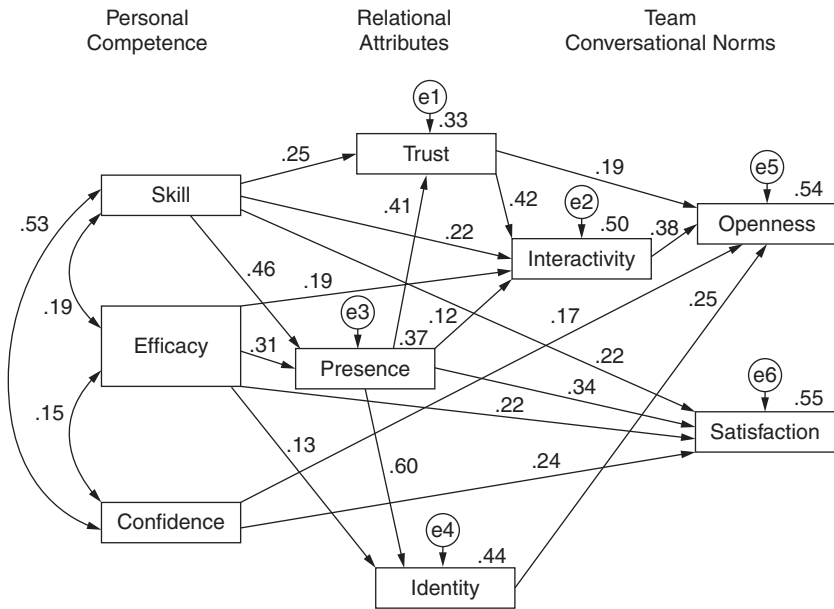 Personal
Competence
Relational
Attributes
Team
Conversational Norms
e1
.33
Trust
.25
.19
e5
.54
Skill
.53
.41
.42
e2
.50
.38
Openness
.22
Interactivity
.46
.19
.19
e3
.12
.17
.25
Efficacy
.31
.37
Presence
.22
e6
.34
.55
.15
.22
Satisfaction
.13
.60
.24
Confidence
e4
.44
Identity